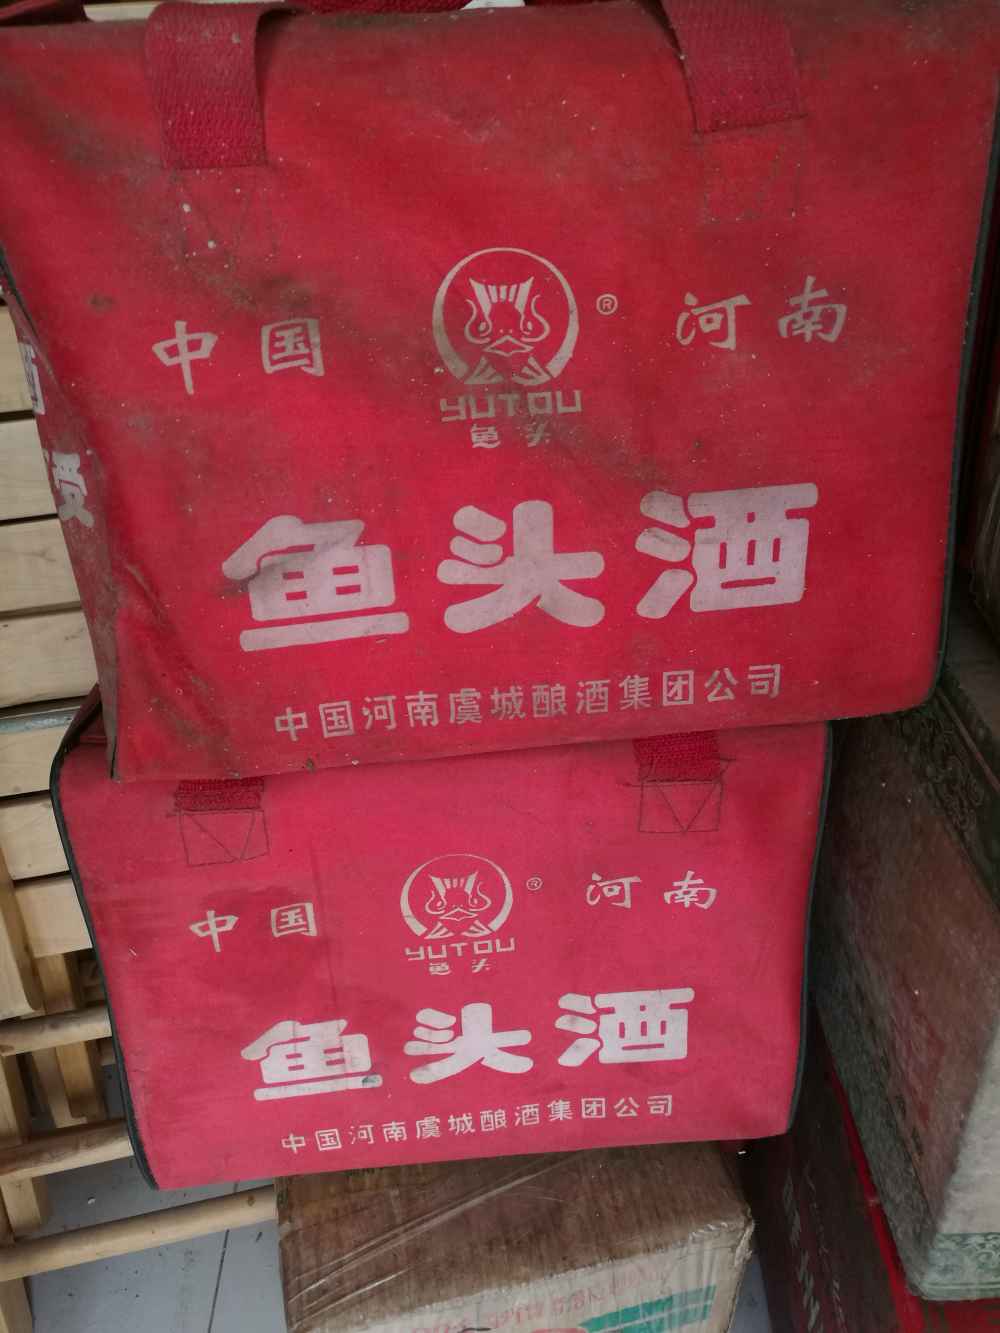 中国 ® 河南
YUTOU
鱼头
鱼头酒
中国河南虞城酿酒集团公司
受
中国 ® 河南
YUTOU
鱼头
鱼头酒
中国河南虞城酿酒集团公司